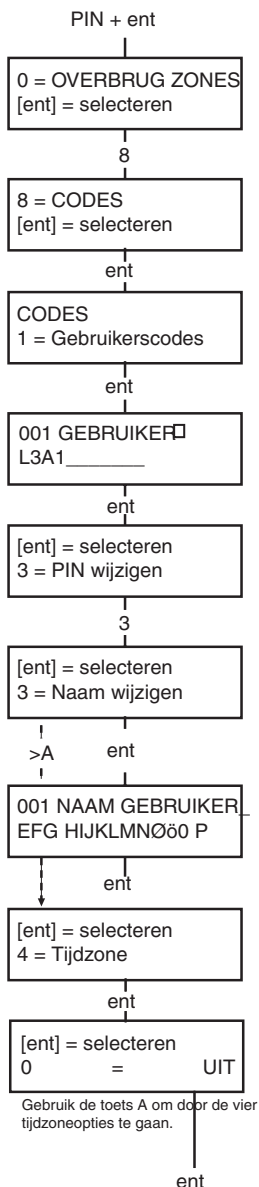 PIN + ent
0 = OVERBRUG ZONES
[ent] = selecteren
8
8 = CODES
[ent] = selecteren
ent
CODES
1 = Gebruikerscodes
ent
001 GEBRUIKER□
L3A1_______
ent
[ent] = selecteren
3 = PIN wijzigen
3
[ent] = selecteren
3 = Naam wijzigen
>A ent
001 NAAM GEBRUIKER_
EFG HIJKLMNØö0 P
ent
[ent] = selecteren
4 = Tijdzone
ent
[ent] = selecteren
0 = UIT
Gebruik de toets A om door de vier
tijdzoneopties te gaan.
ent